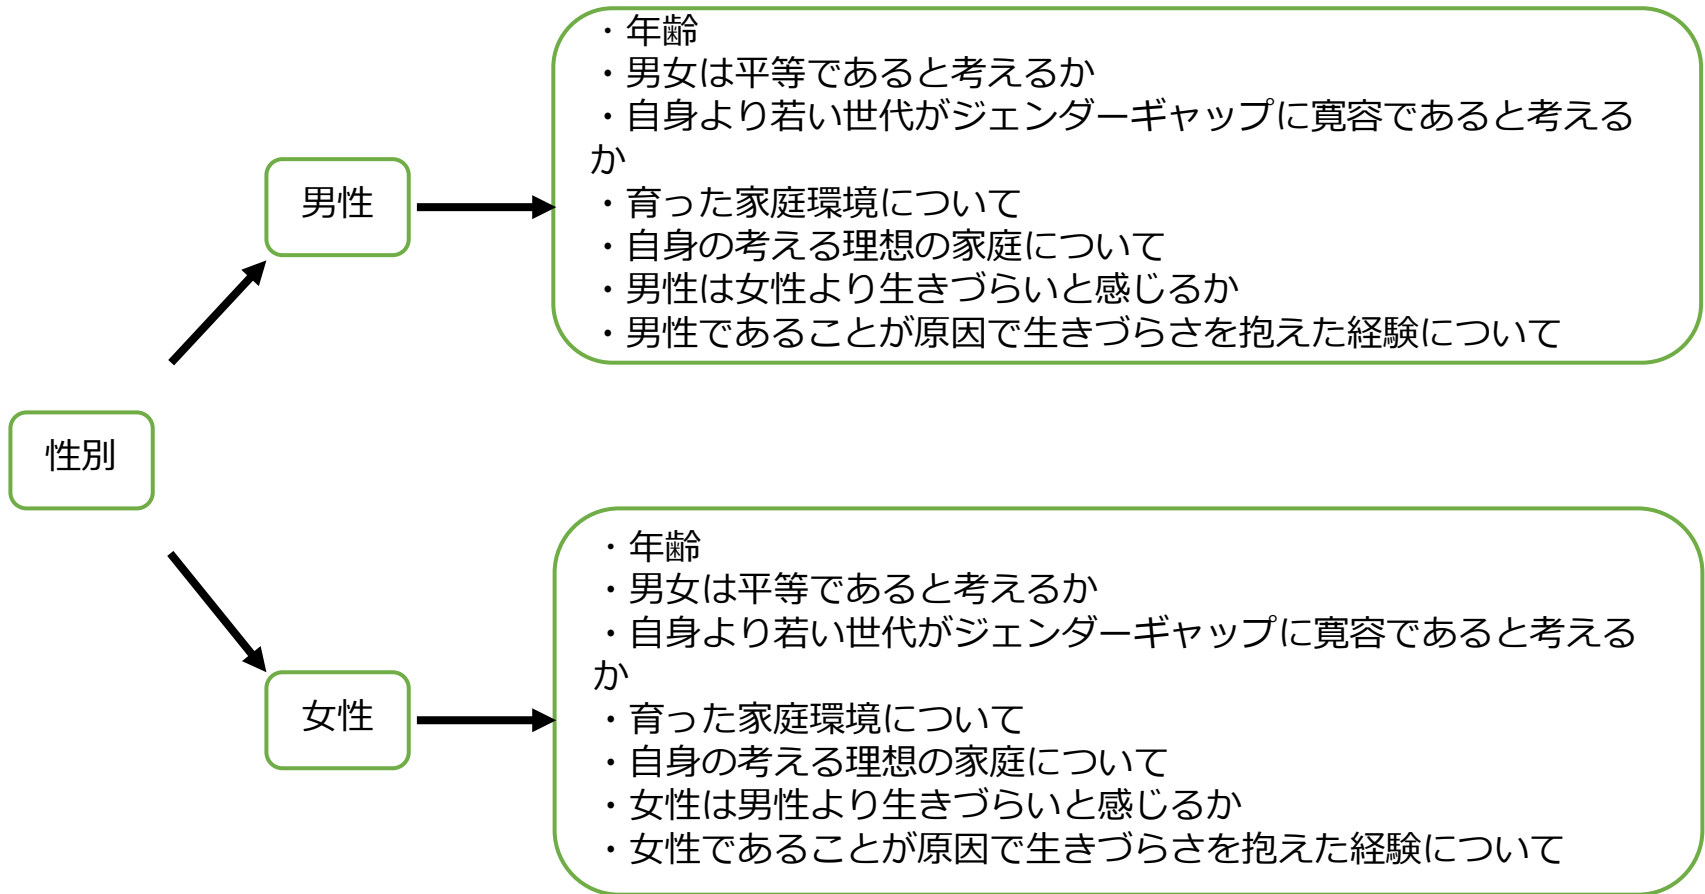 性別
男性
・年齢
・男女は平等であると考えるか
・自身より若い世代がジェンダーギャップに寛容であると考える
か
・育った家庭環境について
・自身の考える理想の家庭について
・男性は女性より生きづらいと感じるか
・男性であることが原因で生きづらさを抱えた経験について
女性
・年齢
・男女は平等であると考えるか
・自身より若い世代がジェンダーギャップに寛容であると考える
か
・育った家庭環境について
・自身の考える理想の家庭について
・女性は男性より生きづらいと感じるか
・女性であることが原因で生きづらさを抱えた経験について